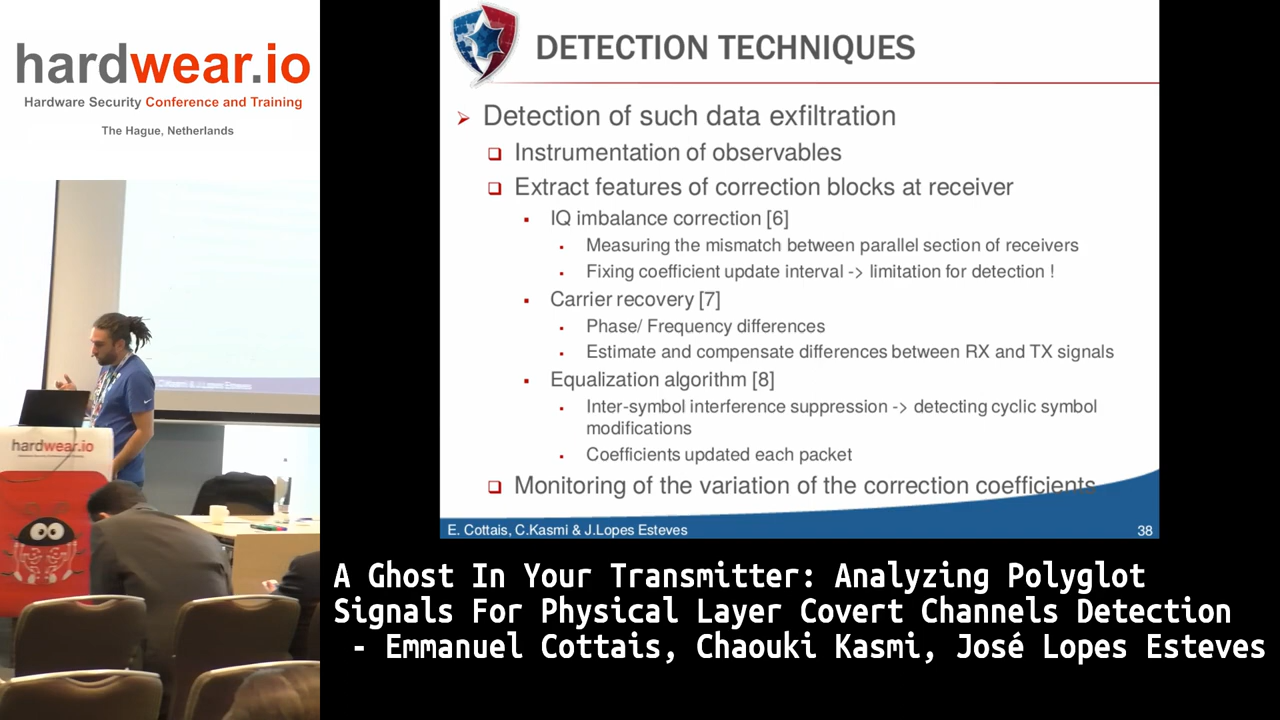 hardwear.io
Hardware Security Conference and Training
The Hague, Netherlands
DETECTION TECHNIQUES
Detection of such data exfiltration
Instrumentation of observables
Extract features of correction blocks at receiver
IQ imbalance correction [6]
Measuring the mismatch between parallel section of receivers
Fixing coefficient update interval -> limitation for detection !
Carrier recovery [7]
Phase/ Frequency differences
Estimate and compensate differences between RX and TX signals
Equalization algorithm [8]
Inter-symbol interference suppression -> detecting cyclic symbol
modifications
Coefficients updated each packet
Monitoring of the variation of the correction coefficients
E. Cottais, C.Kasmi & J.Lopes Esteves
38
Cottais & J.Lopes Esteves
hardwear.io
A Ghost In Your Transmitter: Analyzing Polyglot
Signals For Physical Layer Covert Channels Detection
- Emmanuel Cottais, Chaouki Kasmi, José Lopes Esteves